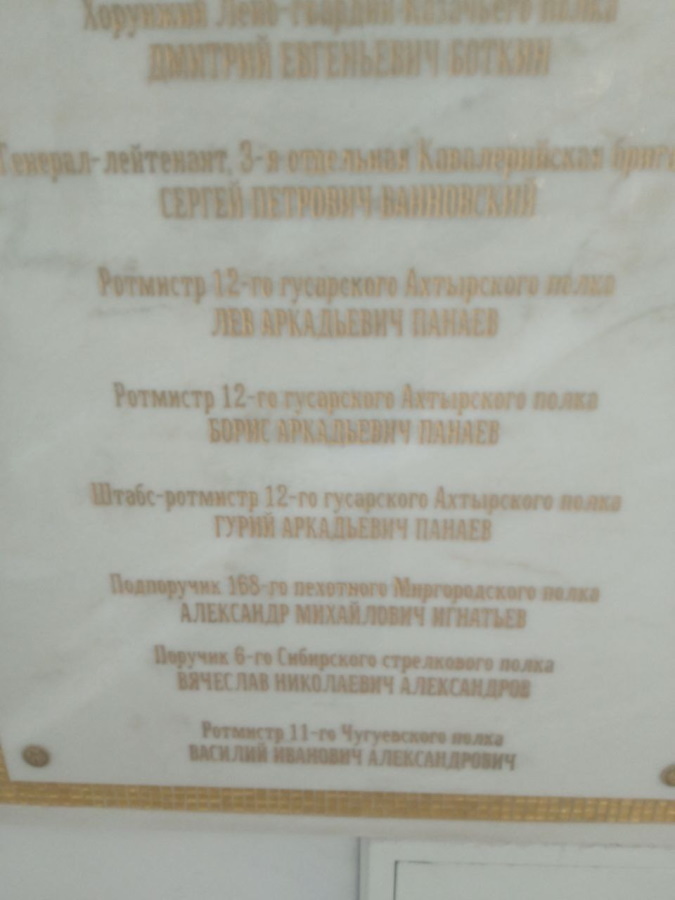 Хорунжий Лейб-гвардии Казачьего полка
ДМИТРИЙ ЕВГЕНЬЕВИЧ БОТКИН
Генерал-лейтенант, 3-я отдельная Кавалерийская
СЕРГЕЙ ПЕТРОВИЧ ВАННОВСКИЙ
Ротмистр 12-го гусарского Ахтырского полка
ЛЕВ АРКАДЬЕВИЧ ПАНАЕВ
Ротмистр 12-го гусарского Ахтырского полка
БОРИС АРКАДЬЕВИЧ ПАНАЕВ
Штабс-ротмистр 12-го гусарского Ахтырского полка
ГУРИЙ АРКАДЬЕВИЧ ПАНАЕВ
Подпоручик 168-го пехотного Миргородского полка
АЛЕКСАНДР МИХАЙЛОВИЧ ИГНАТЬЕВ
Поручик 6-го Сибирского стрелкового полка
ВЯЧЕСЛАВ НИКОЛАЕВИЧ АЛЕКСАНДРОВ
Ротмистр 11-го Чугуевского полка
ВАСИЛИЙ ИВАНОВИЧ АЛЕКСАНДРОВИЧ